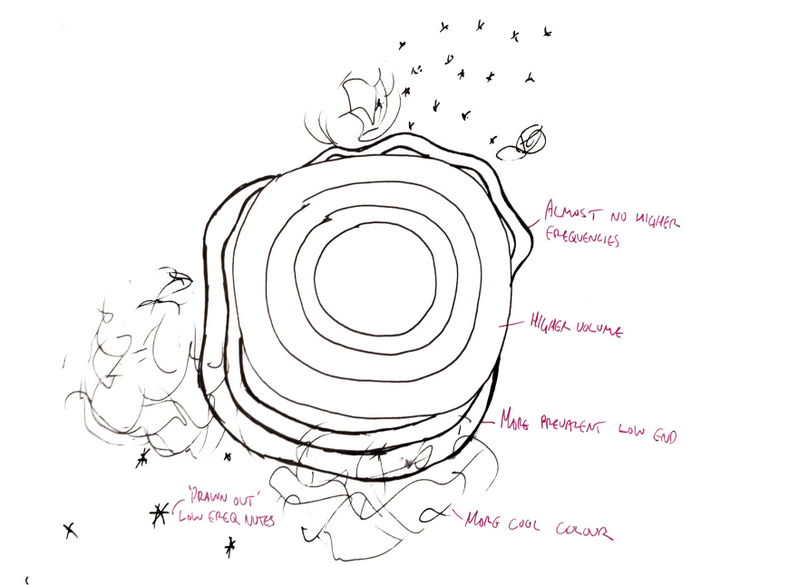 ALMOST NO HIGHER
FREQUENCIES
HIGHER VOLUME
MORE PREVALENT LOW END
'DRAWN OUT'
LOW FREQ NOTES
MORE COOL COLOUR